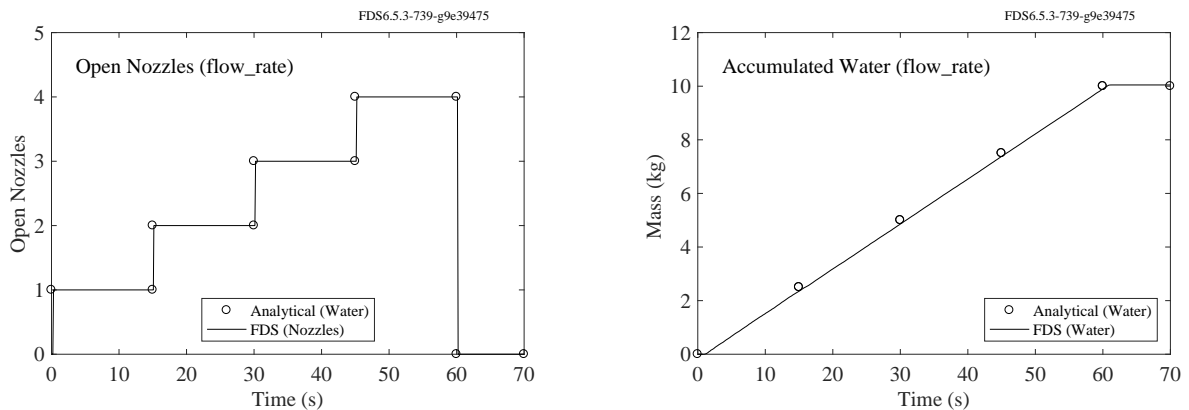 FDS6.5.3-739-g9e39475
Open Nozzles (flow_rate)
5
4
3
2
1
0
Open Nozzles
Analytical (Water)
FDS (Nozzles)
0 10 20 30 40 50 60 70
Time (s)
FDS6.5.3-739-g9e39475
Accumulated Water (flow_rate)
12
10
8
6
4
2
0
Mass (kg)
Analytical (Water)
FDS (Water)
0 10 20 30 40 50 60 70
Time (s)